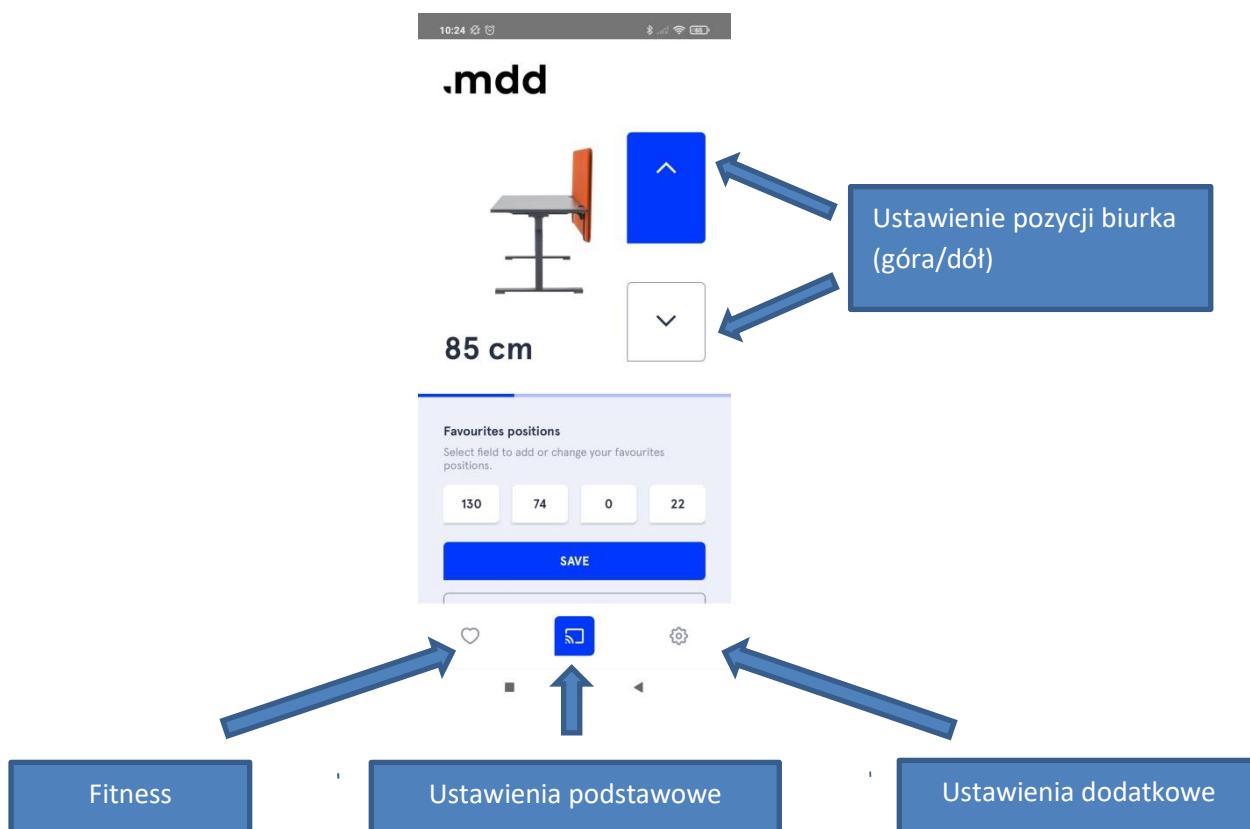 10:24
.mdd
Ustawienie pozycji biurka
(góra/dół)
85 cm
Favourites positions
Select field to add or change your favourites
positions.
130 74 0 22
SAVE
Fitness
Ustawienia podstawowe
Ustawienia dodatkowe